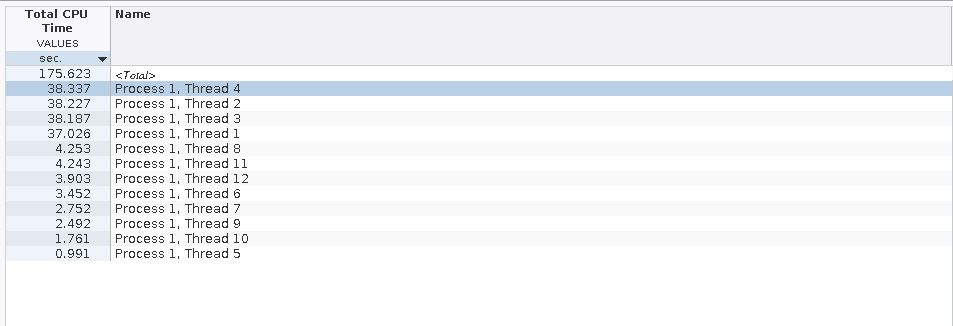 Total CPU Name
Time
VALUES
sec.
175.623 <Total>
38.337 Process 1, Thread 4
38.227 Process 1, Thread 2
38.187 Process 1, Thread 3
37.026 Process 1, Thread 1
4.253 Process 1, Thread 8
4.243 Process 1, Thread 11
3.903 Process 1, Thread 12
3.452 Process 1, Thread 6
2.752 Process 1, Thread 7
2.492 Process 1, Thread 9
1.761 Process 1, Thread 10
0.991 Process 1, Thread 5